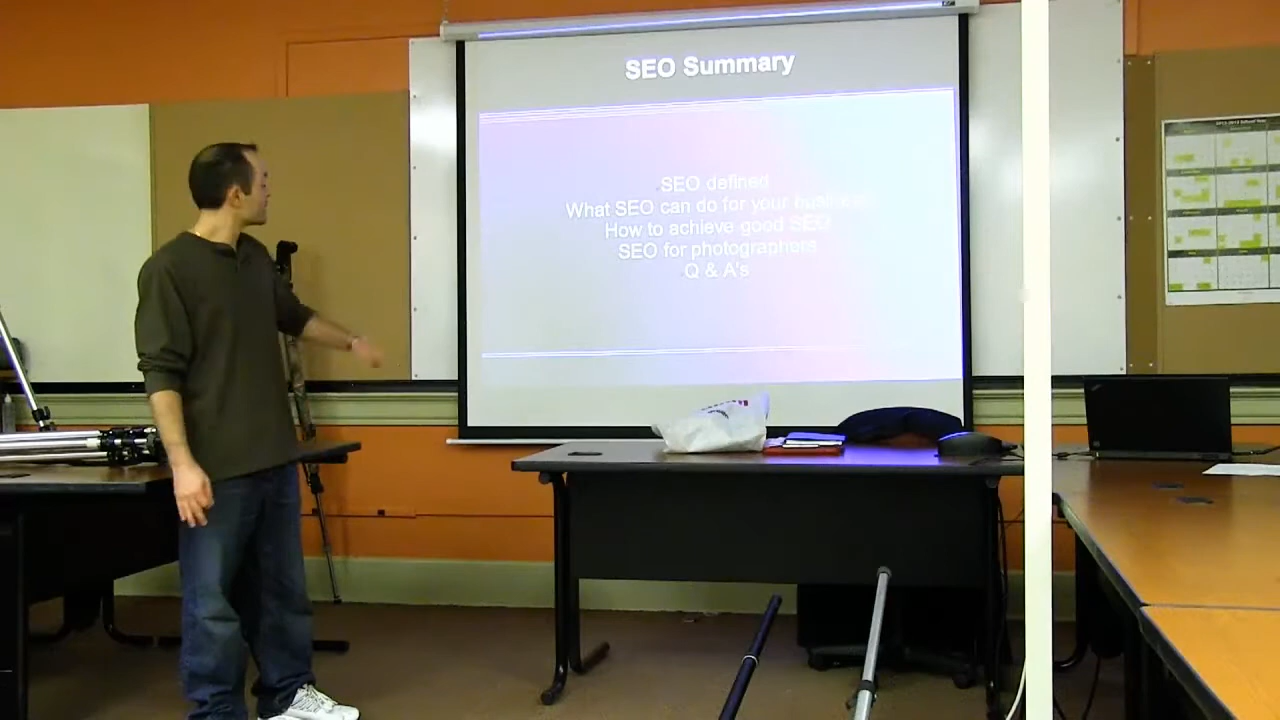 SEO Summary
SEO defined
What SEO can do for your business
How to achieve good SEO
SEO for photographers
Q & A's